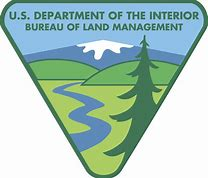 U.S. DEPARTMENT OF THE INTERIOR
BUREAU OF LAND MANAGEMENT